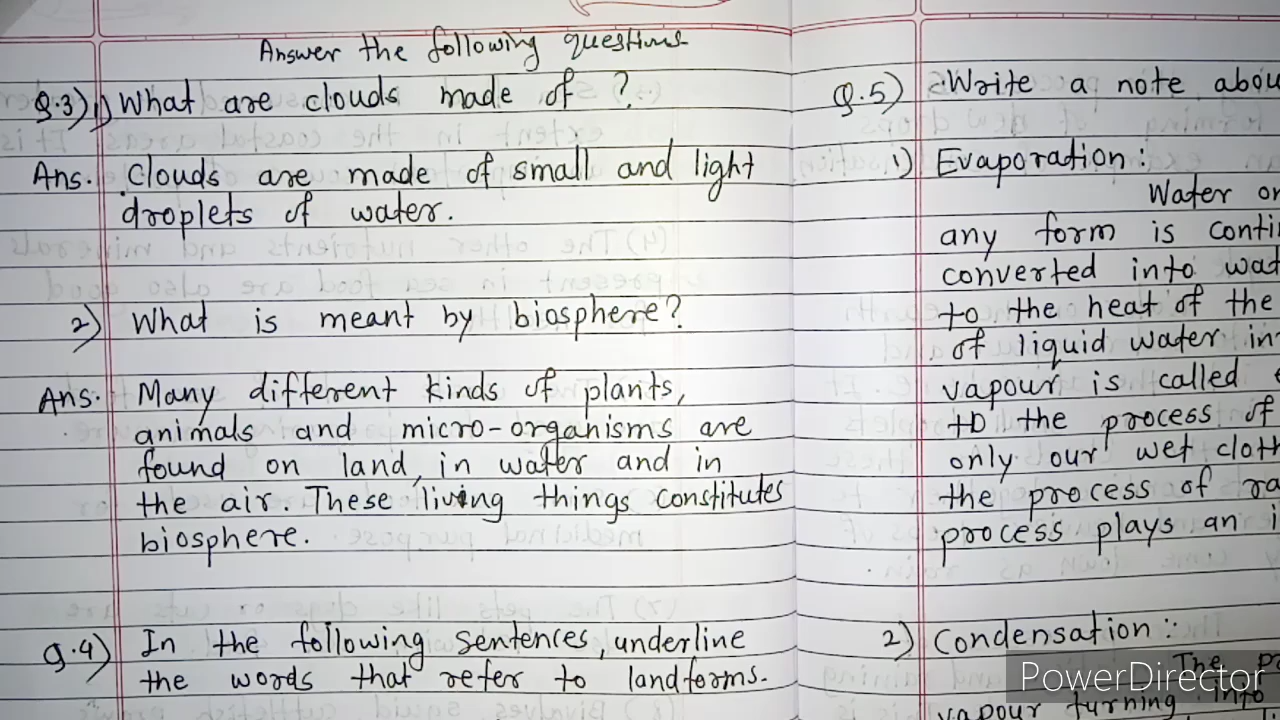 Answer the following questions
Q.3) 1) What are clouds made of ?
Ans. Clouds are made of small and light
droplets of water.
2) What is meant by biosphere?
Ans. Many different kinds of plants,
animals and micro-organisms are
found on land, in water and in
the air. These living things constitutes
biosphere.
Q.4) In the following sentences, underline
the words that refer to landforms.
Q.5) Write a note abou
1) Evaporation :
Water or
any form is conti
converted into wat
to the heat of the
of liquid water in
vapour is called
to the process of
only our wet cloth
the process of ra
process plays an i
2) Condensation :
The p
vapour turning into
PowerDirector